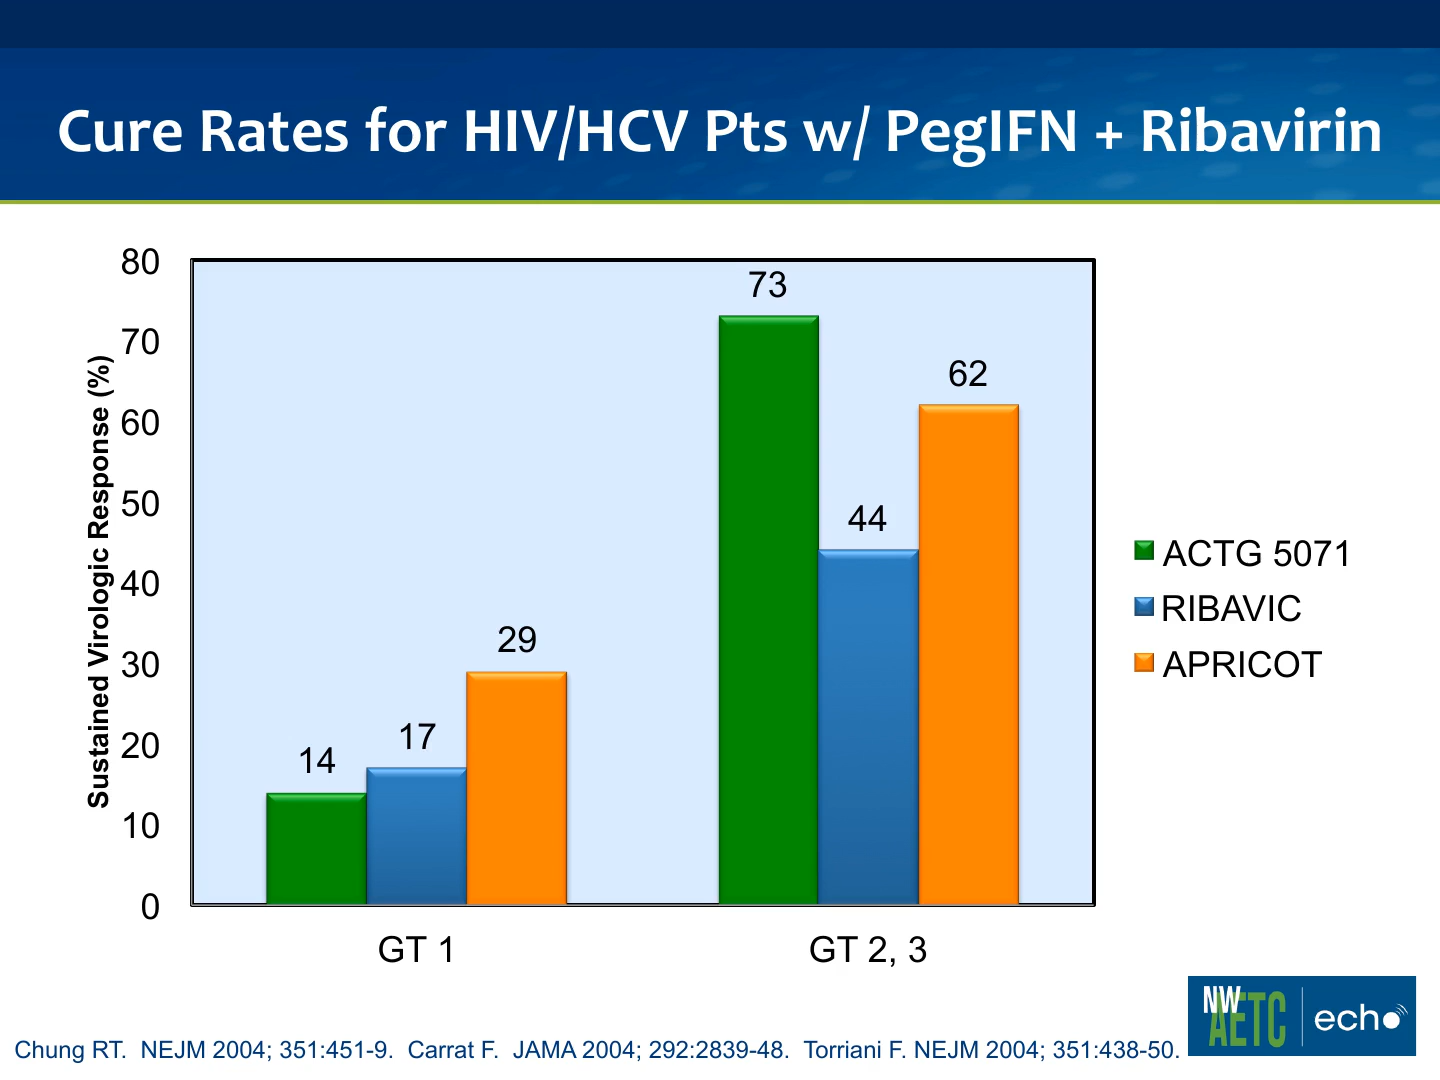 Cure Rates for HIV/HCV Pts w/ PegIFN + Ribavirin
Sustained Virologic Response (%)
80
70
60
50
40
30
20
10
0
14
17
29
73
44
62
GT 1
GT 2, 3
ACTG 5071
RIBAVIC
APRICOT
NW
AETC
echo
Chung RT.  NEJM 2004; 351:451-9.  Carrat F.  JAMA 2004; 292:2839-48.  Torriani F. NEJM 2004; 351:438-50.